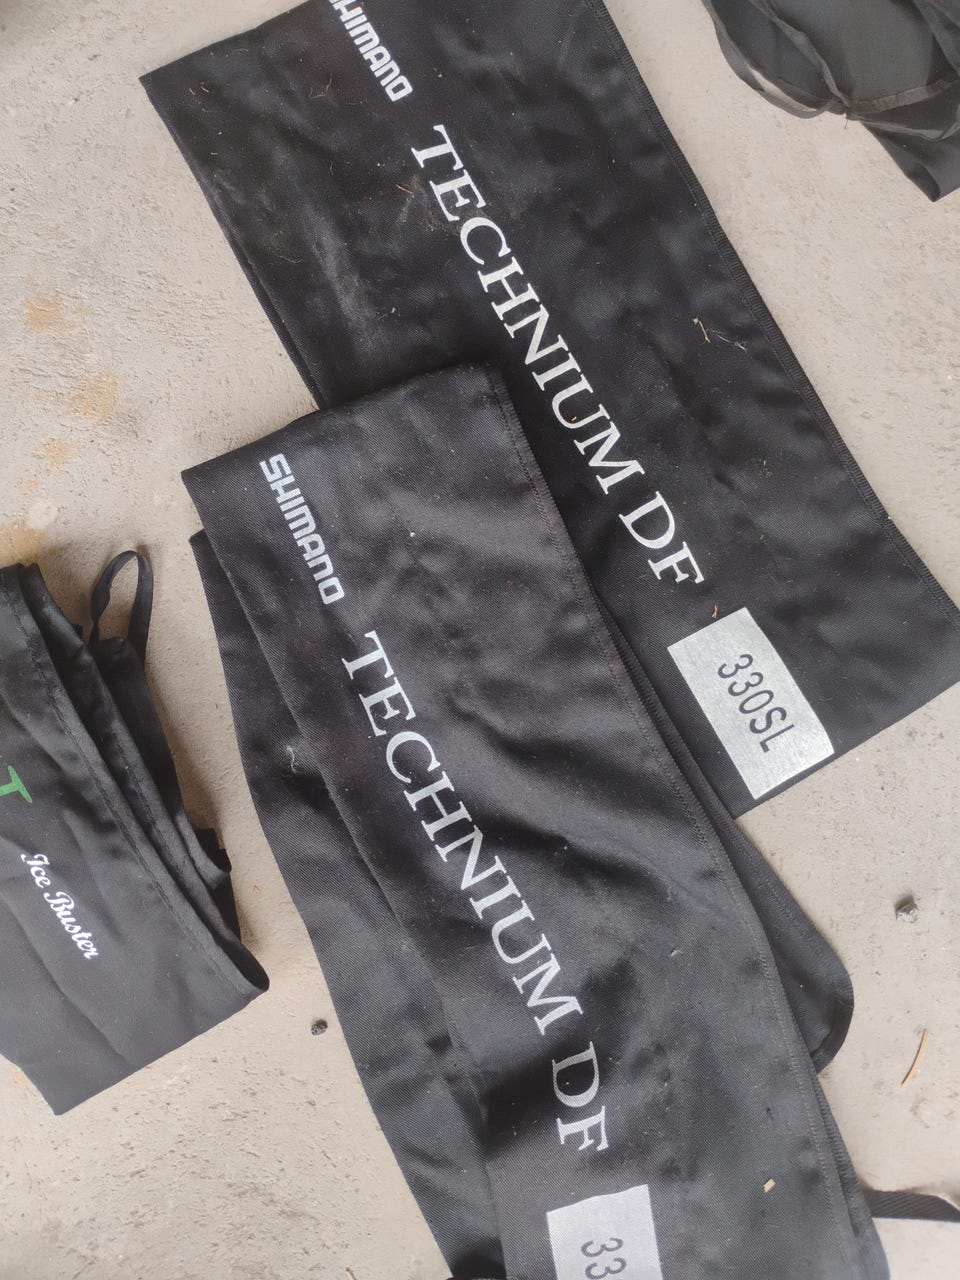 SHIMANO
TECHNIUM DF
330SL
SHIMANO
TECHNIUM DF
33
T
Ice Buster